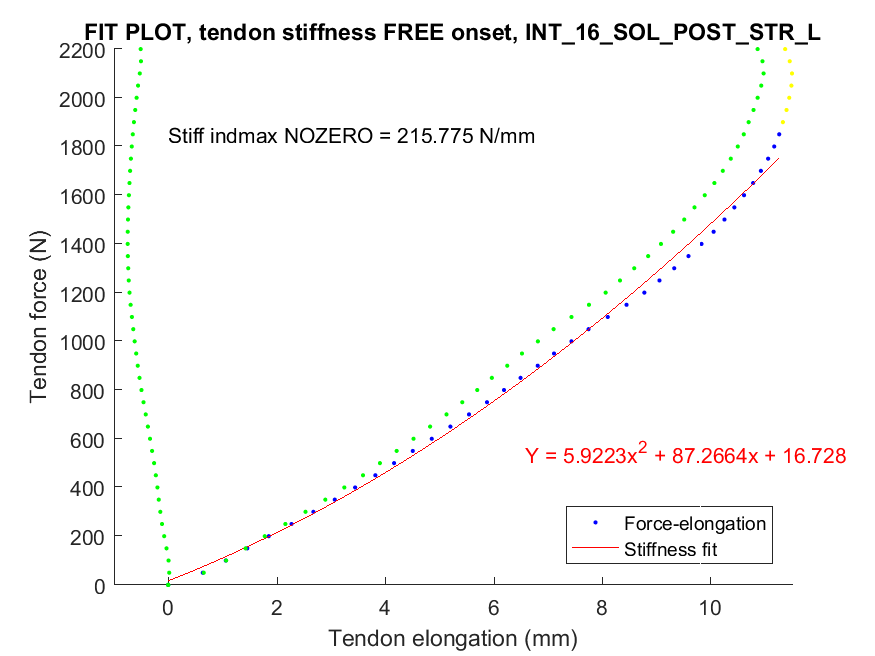 FIT PLOT, tendon stiffness FREE onset, INT_16_SOL_POST_STR_L
2200
2000
Stiff indmax NOZERO = 215.775 N/mm
1800
1600
1400
1200
1000
800
600
400
200
0
Tendon force (N)
Y = 5.9223x² + 87.2664x + 16.728
Force-elongation
Stiffness fit
0 2 4 6 8 10
Tendon elongation (mm)